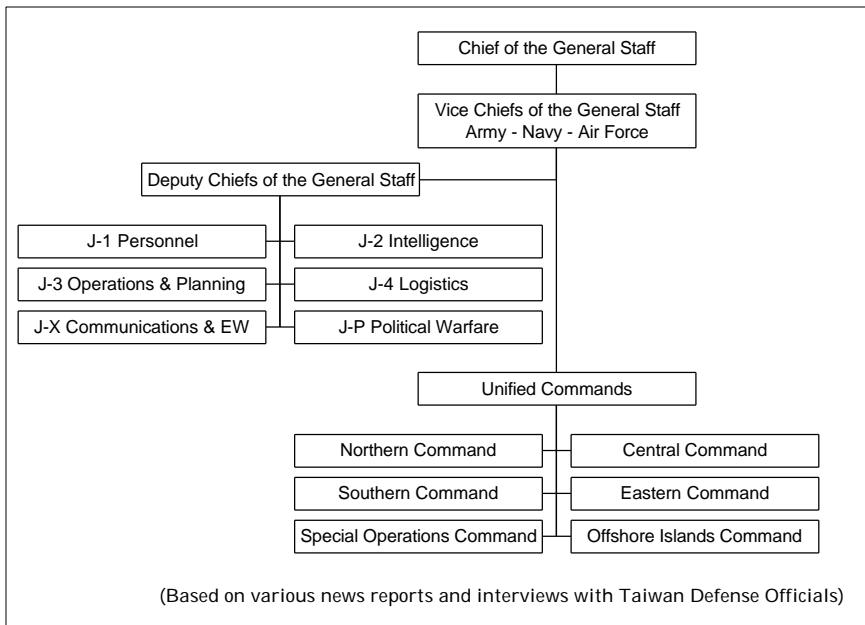 Chief of the General Staff
Vice Chiefs of the General Staff
Army - Navy - Air Force
Deputy Chiefs of the General Staff
J-1 Personnel
J-2 Intelligence
J-3 Operations & Planning
J-4 Logistics
J-X Communications & EW
J-P Political Warfare
Unified Commands
Northern Command
Central Command
Southern Command
Eastern Command
Special Operations Command
Offshore Islands Command
(Based on various news reports and interviews with Taiwan Defense Officials)